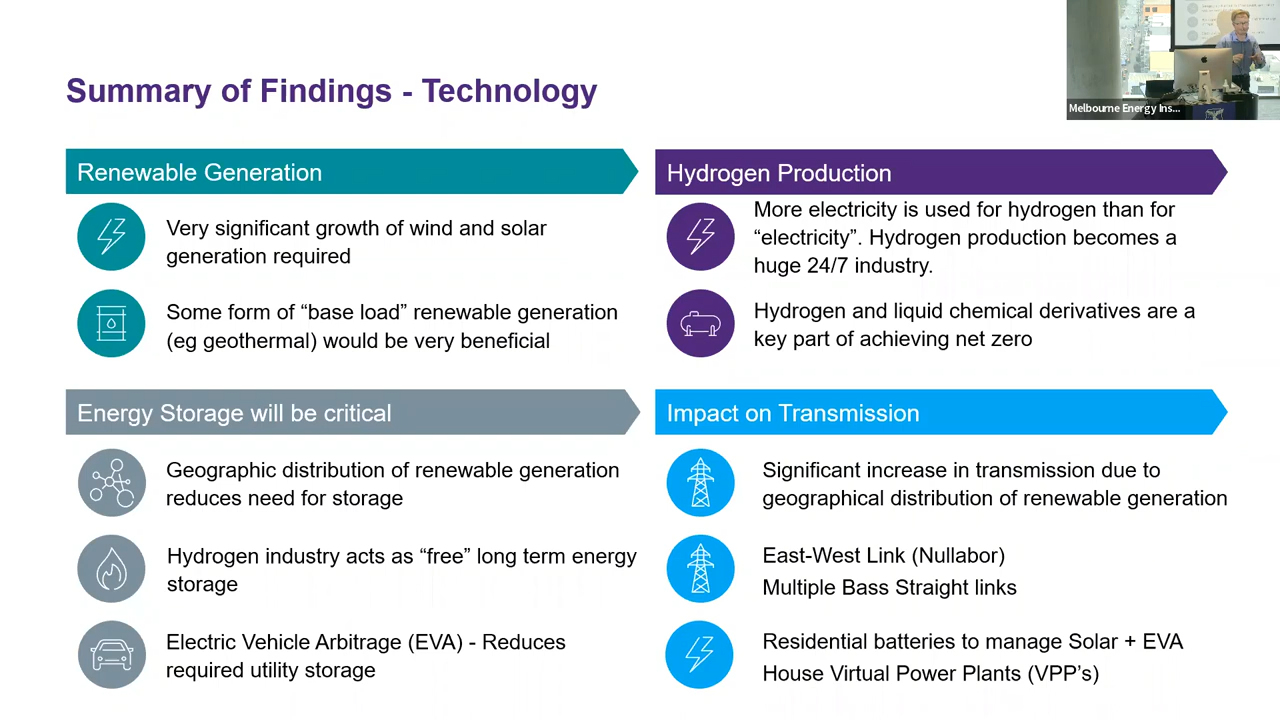 Summary of Findings - Technology
Melbourne Energy Ins...
Renewable Generation
Very significant growth of wind and solar
generation required
Some form of “base load” renewable generation
(eg geothermal) would be very beneficial
Hydrogen Production
More electricity is used for hydrogen than for
“electricity”. Hydrogen production becomes a
huge 24/7 industry.
Hydrogen and liquid chemical derivatives are a
key part of achieving net zero
Energy Storage will be critical
Geographic distribution of renewable generation
reduces need for storage
Hydrogen industry acts as “free” long term energy
storage
Electric Vehicle Arbitrage (EVA) - Reduces
required utility storage
Impact on Transmission
Significant increase in transmission due to
geographical distribution of renewable generation
East-West Link (Nullabor)
Multiple Bass Straight links
Residential batteries to manage Solar + EVA
House Virtual Power Plants (VPP’s)